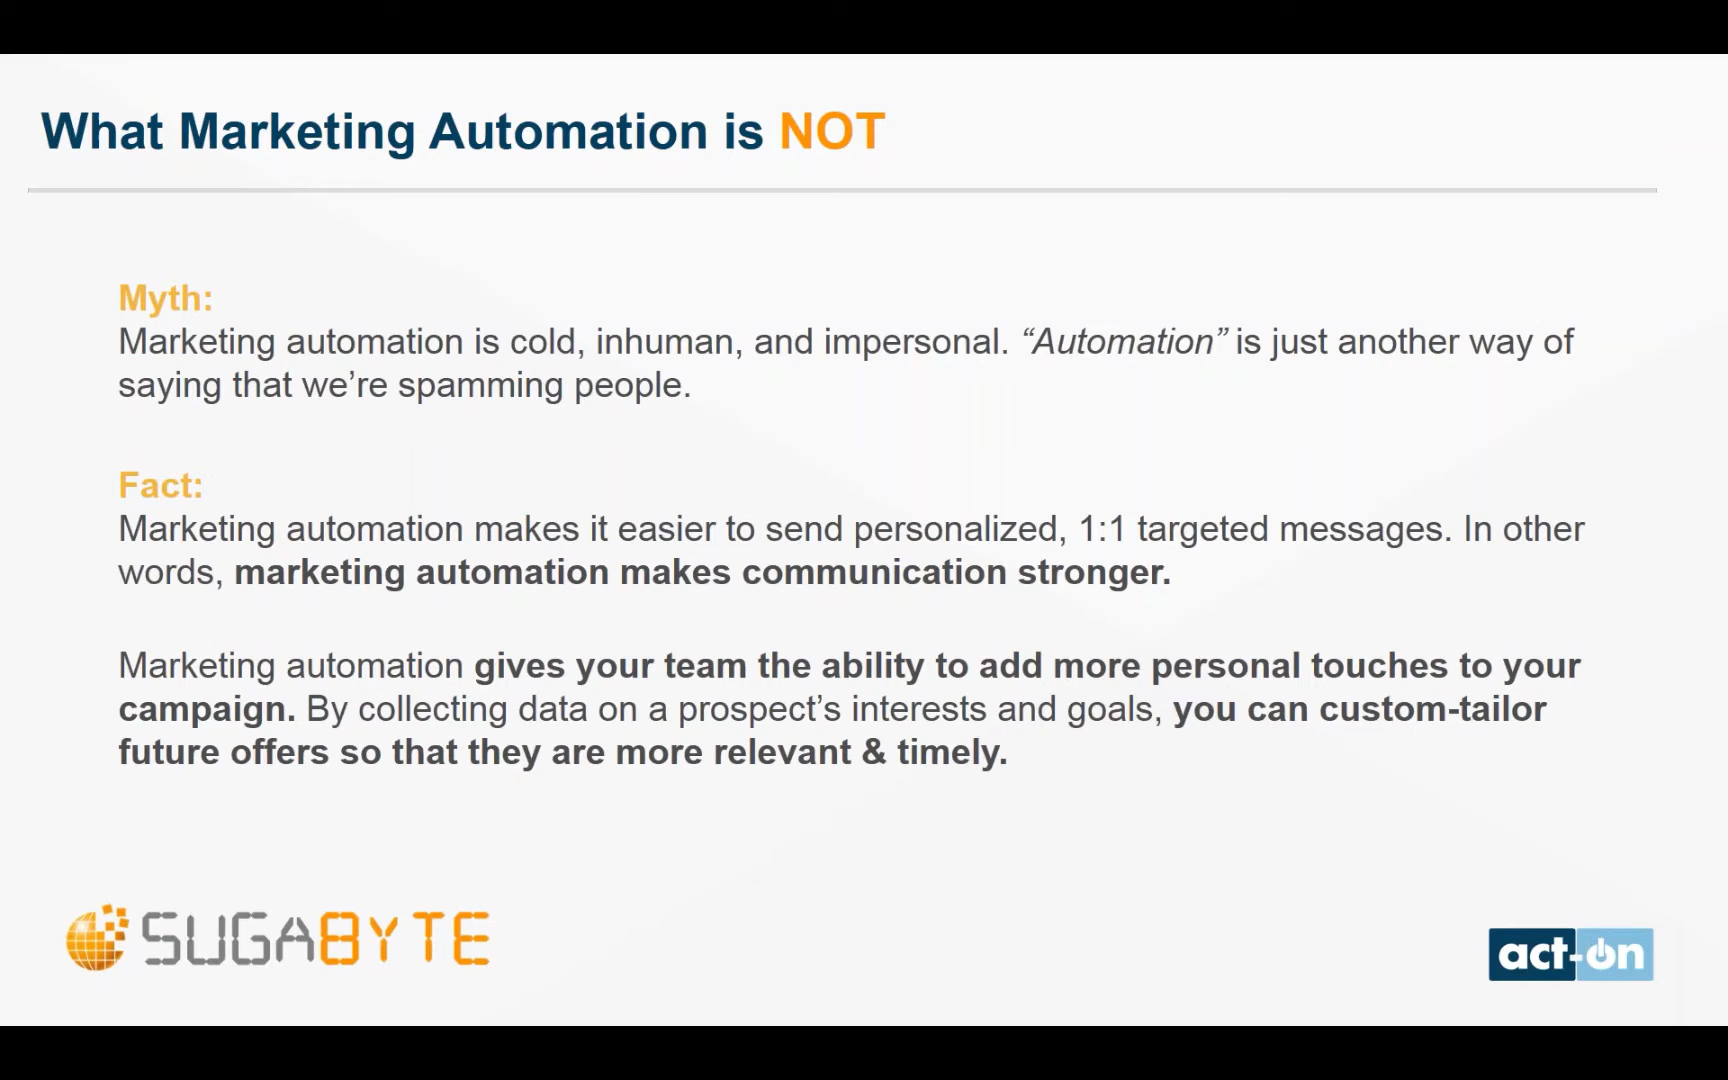 What Marketing Automation is NOT
Myth:
Marketing automation is cold, inhuman, and impersonal. “Automation” is just another way of
saying that we’re spamming people.
Fact:
Marketing automation makes it easier to send personalized, 1:1 targeted messages. In other
words, marketing automation makes communication stronger.
Marketing automation gives your team the ability to add more personal touches to your
campaign. By collecting data on a prospect’s interests and goals, you can custom-tailor
future offers so that they are more relevant & timely.
SUGABYTE
act-on